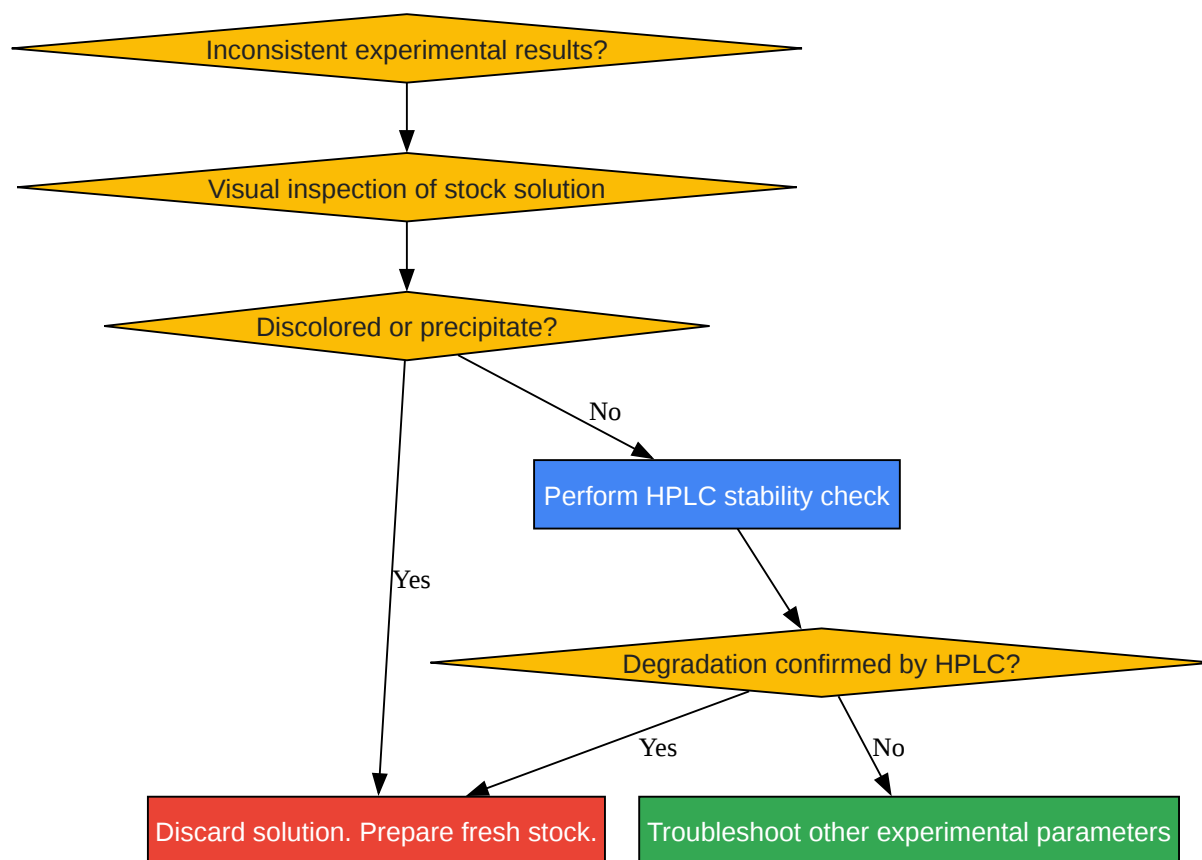 Inconsistent experimental results?
Visual inspection of stock solution
Discolored or precipitate?
No
Perform HPLC stability check
Yes
Degradation confirmed by HPLC?
Yes
No
Discard solution. Prepare fresh stock.
Troubleshoot other experimental parameters